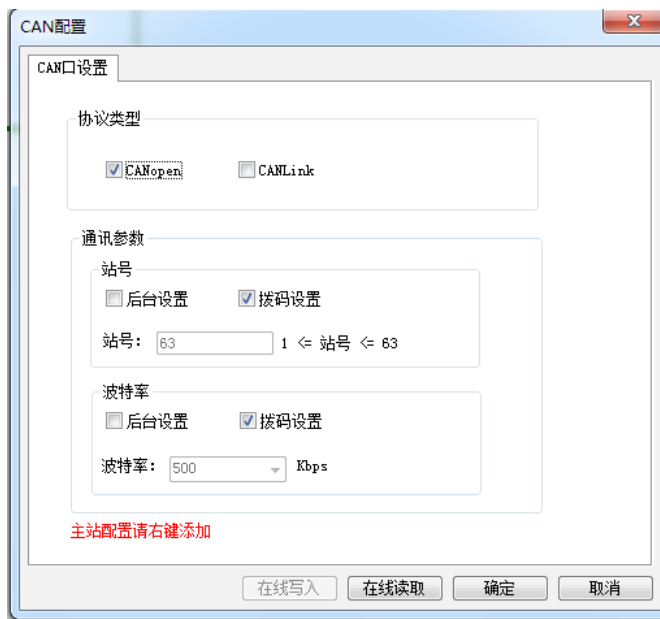 CAN配置
CAN口设置
协议类型
CANopen CANLink
通讯参数
站号
后台设置 拨码设置
站号: 63 1 <= 站号 <= 63
波特率
后台设置 拨码设置
波特率: 500 Kbps
主站配置请右键添加
在线写入 在线读取 确定 取消